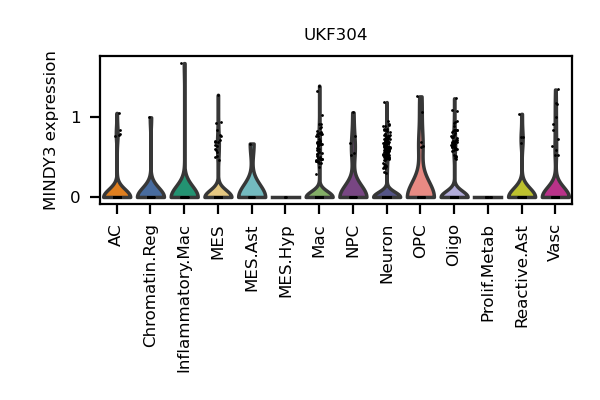 UKF304
MINDY3 expression
1
0
AC
Chromatin.Reg
Inflammatory.Mac
MES
MES.Ast
MES.Hyp
Mac
NPC
Neuron
OPC
Oligo
Prolif.Metab
Reactive.Ast
Vasc